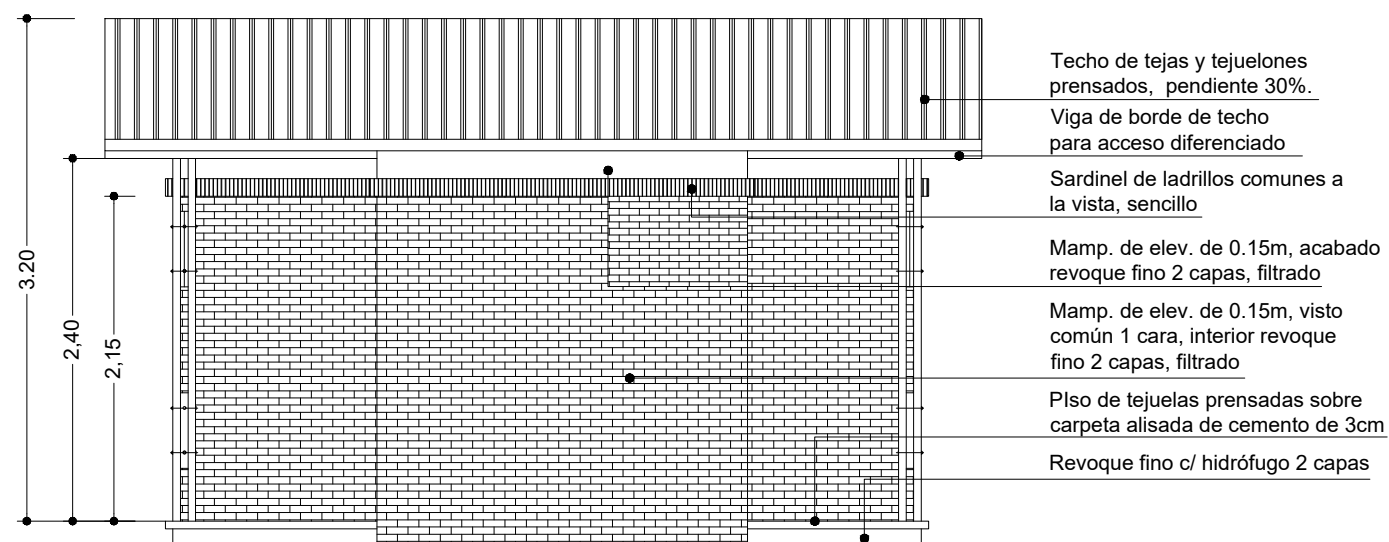 3.20
2,40
2,15
Techo de tejas y tejuelones
prensados, pendiente 30%.
Viga de borde de techo
para acceso diferenciado
Sardinel de ladrillos comunes a
la vista, sencillo
Mamp. de elev. de 0.15m, acabado
revoque fino 2 capas, filtrado
Mamp. de elev. de 0.15m, visto
común 1 cara, interior revoque
fino 2 capas, filtrado
PIso de tejuelas prensadas sobre
carpeta alisada de cemento de 3cm
Revoque fino c/ hidrófugo 2 capas